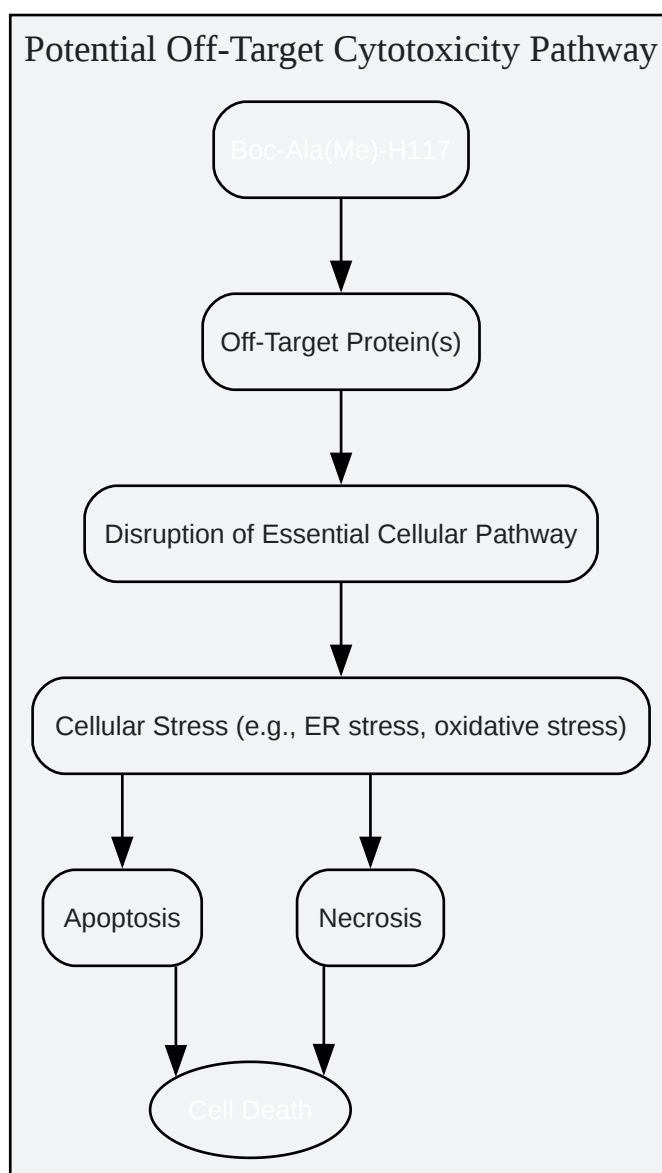 Potential Off-Target Cytotoxicity Pathway
Boc-Ala(Me)-H117
Off-Target Protein(s)
Disruption of Essential Cellular Pathway
Cellular Stress (e.g., ER stress, oxidative stress)
Apoptosis
Necrosis
Cell Death